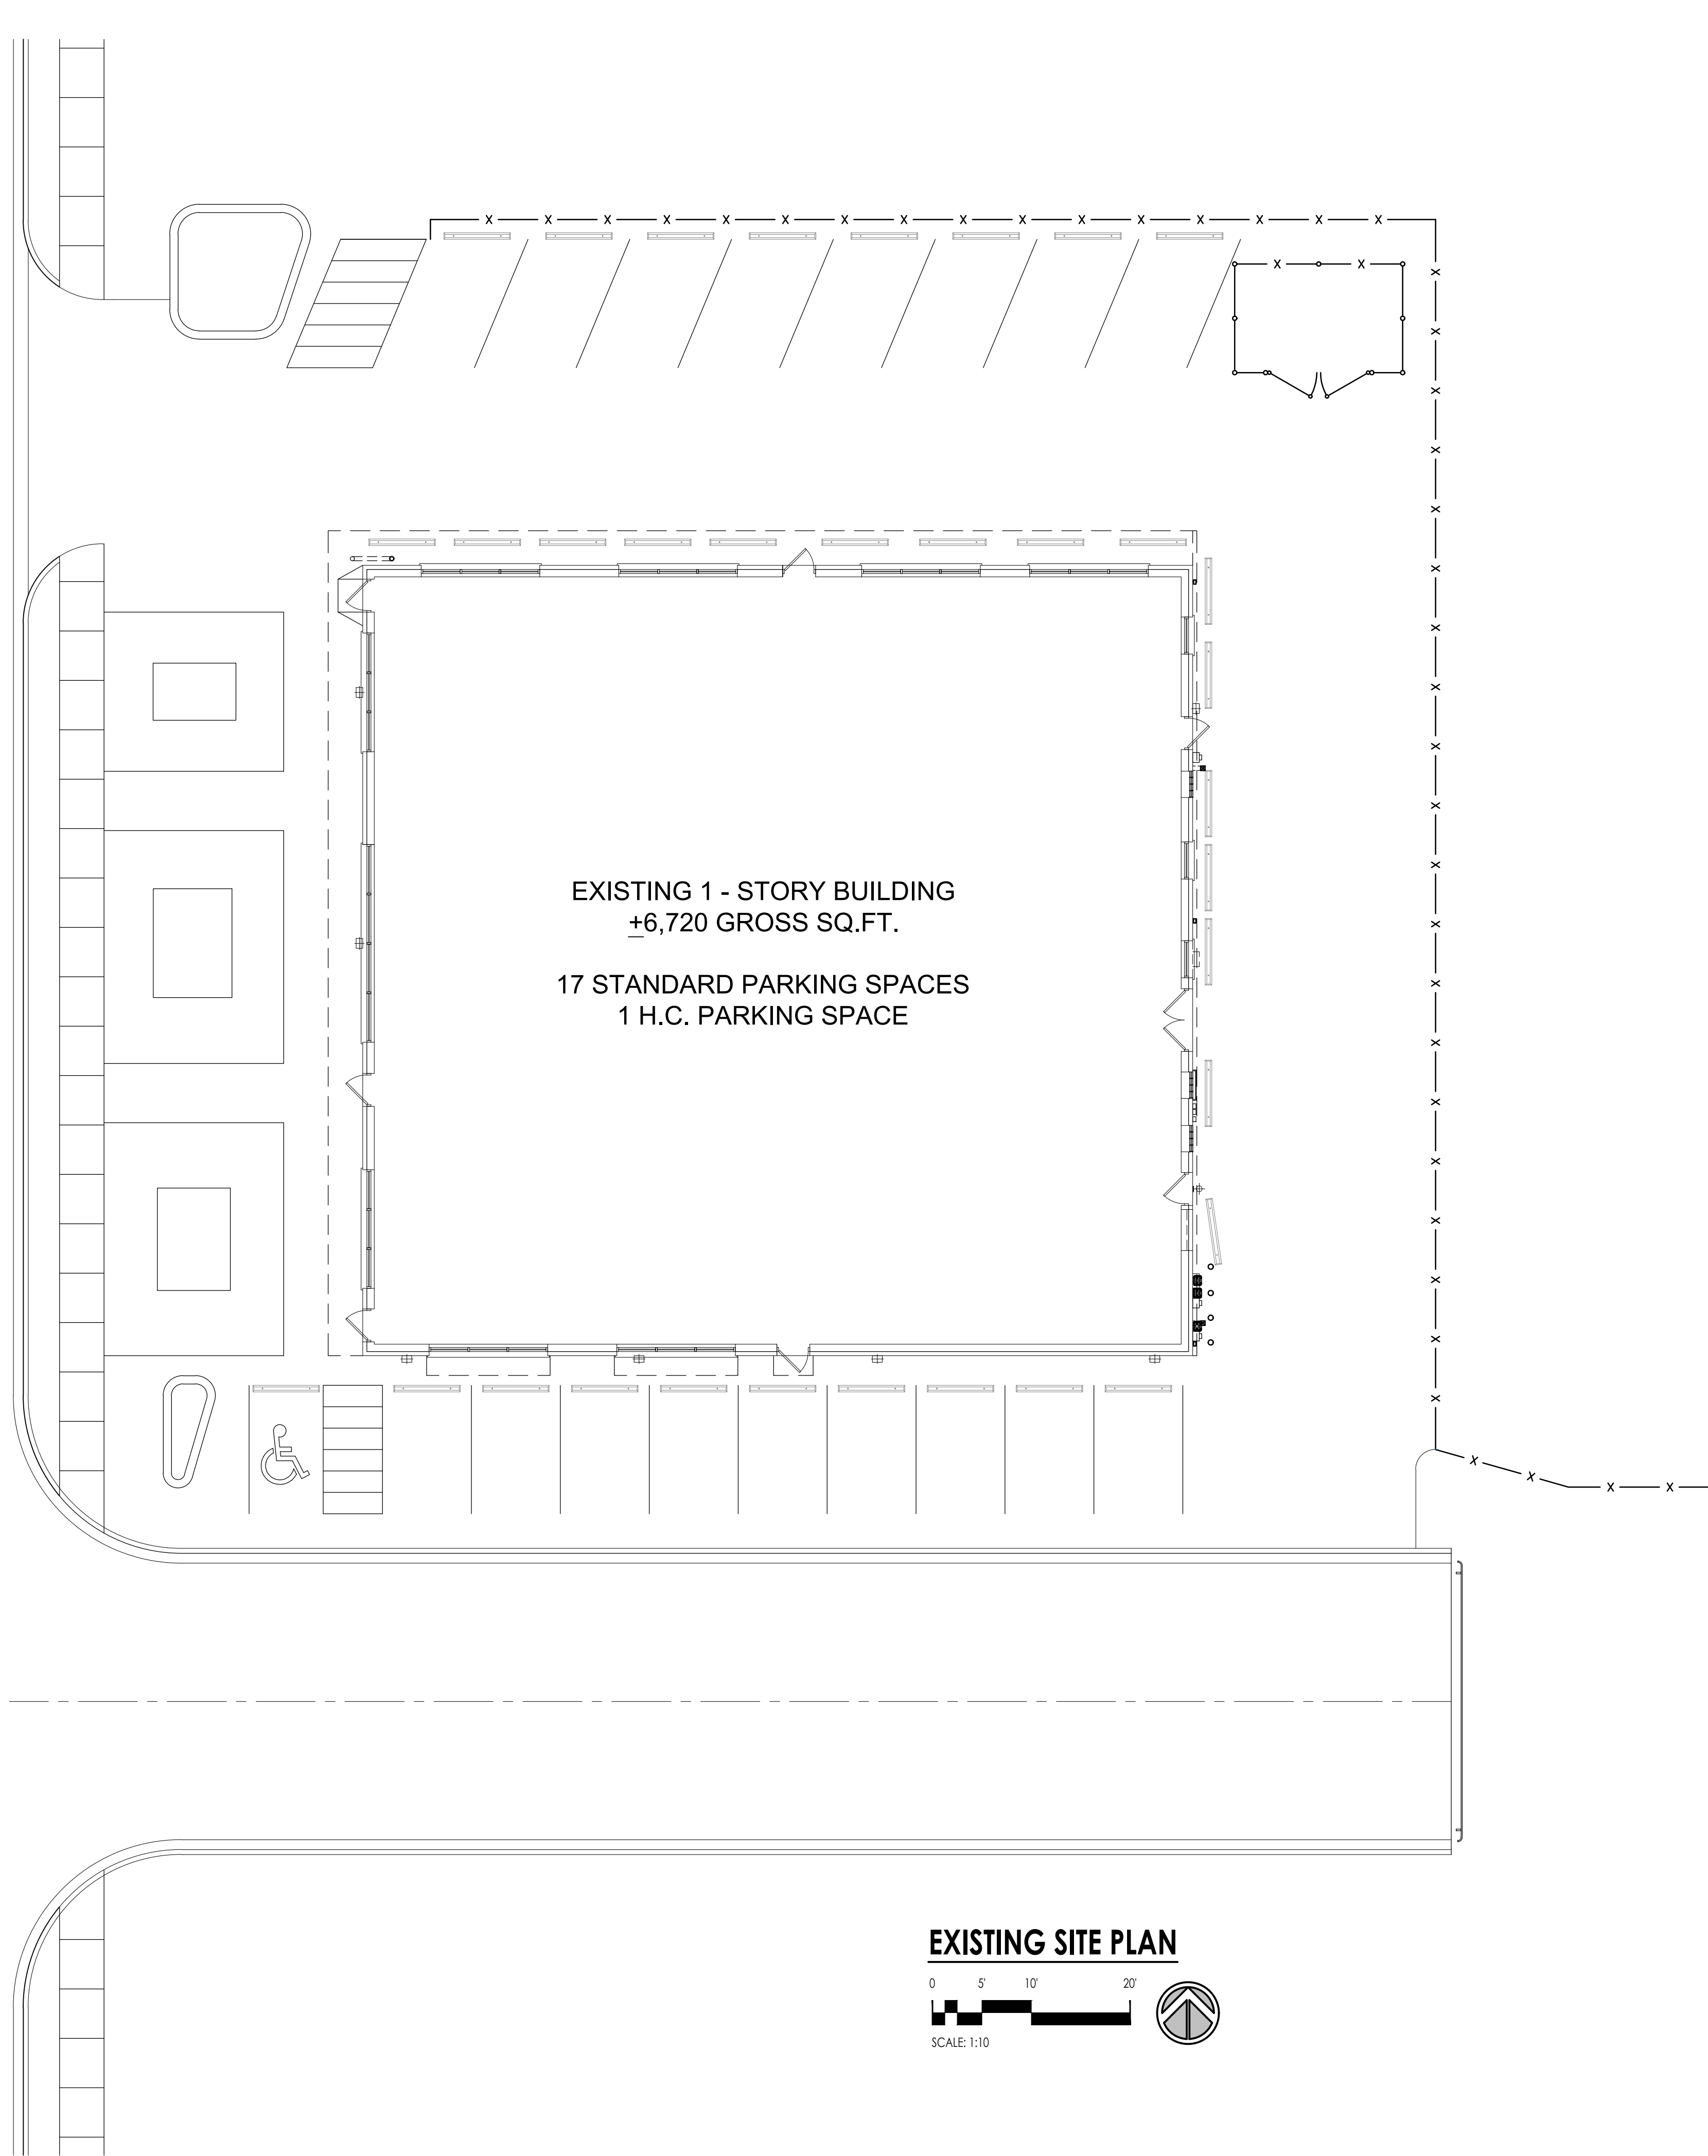 EXISTING 1 - STORY BUILDING
±6,720 GROSS SQ.FT.
17 STANDARD PARKING SPACES
1 H.C. PARKING SPACE
EXISTING SITE PLAN
0 5' 10' 20'
SCALE: 1:10